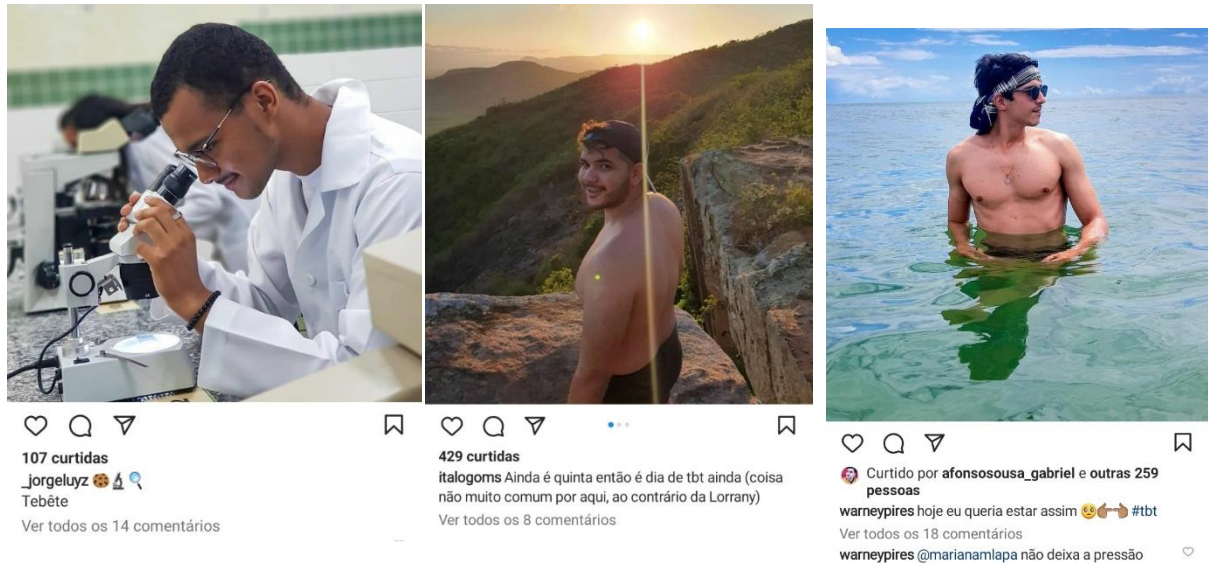 107 curtidas
_jorgeluyz 🍪🔬🔍
Tebête
Ver todos os 14 comentários
429 curtidas
italogoms Ainda é quinta então é dia de tbt ainda (coisa
não muito comum por aqui, ao contrário da Lorrany)
Ver todos os 8 comentários
Curtido por afonsosousa_gabriel e outras 259
pessoas
warneypires hoje eu queria estar assim 🥺👉🏽👈🏽 #tbt
Ver todos os 18 comentários
warneypires @marianamlapa não deixa a pressão